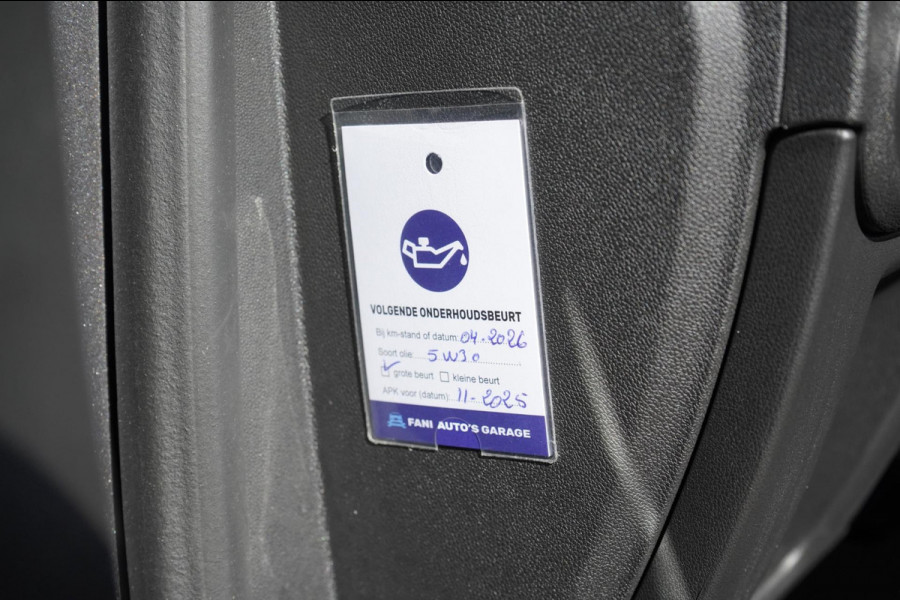 VOLGENDE ONDERHOUDSBEURT
Bij km-stand of datum: 04-2026
Soort olie: 5W30
grote beurt kleine beurt
APK voor (datum): 11-2025
FANI AUTO'S GARAGE